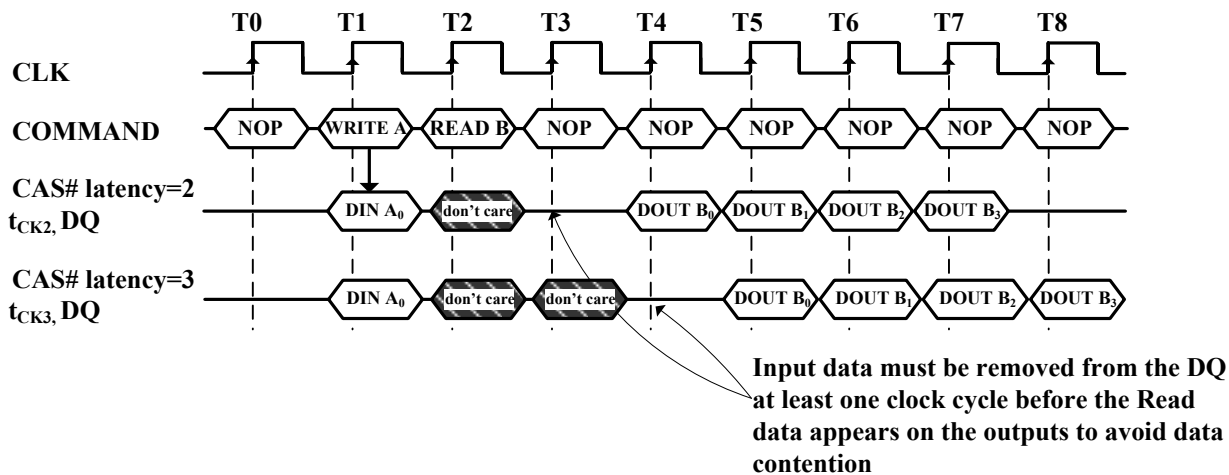 T0 T1 T2 T3 T4 T5 T6 T7 T8
CLK
COMMAND NOP WRITE A READ B NOP NOP NOP NOP NOP NOP
CAS# latency=2
tCK2, DQ DIN A0 don't care DOUT B0 DOUT B1 DOUT B2 DOUT B3
CAS# latency=3
tCK3, DQ DIN A0 don't care don't care DOUT B0 DOUT B1 DOUT B2 DOUT B3
Input data must be removed from the DQ
at least one clock cycle before the Read
data appears on the outputs to avoid data
contention